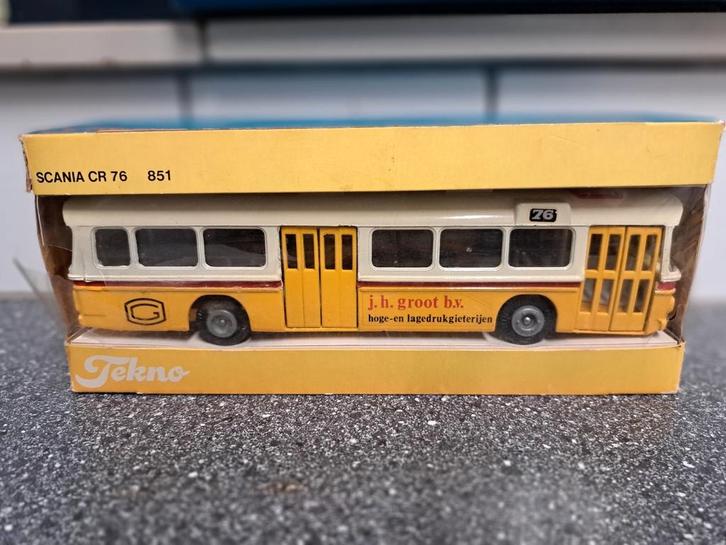 SCANIA CR 76 851
76
j.h. groot b.v.
hoge-en lagedrukgieterijen
G
Tekno